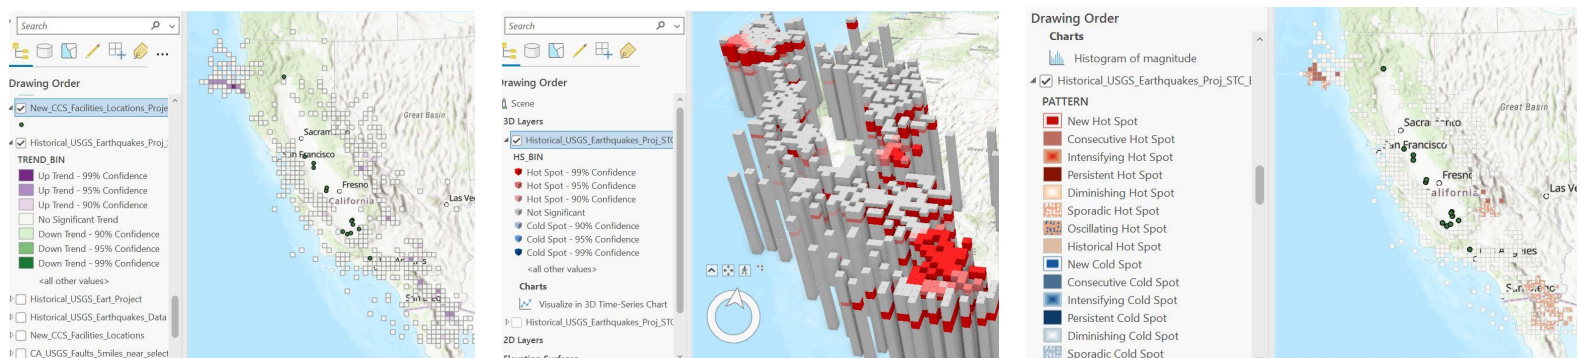 Search
Drawing Order
New_CCS_Facilities_Locations_Proje
Historical_USGS_Earthquakes_Proj_
TREND_BIN
Up Trend - 99% Confidence
Up Trend - 95% Confidence
Up Trend - 90% Confidence
No Significant Trend
Down Trend - 90% Confidence
Down Trend - 95% Confidence
Down Trend - 99% Confidence
<all other values>
Historical_USGS_Eart_Project
Historical_USGS_Earthquakes_Data
New_CCS_Facilities_Locations
CA_USGS_Faults_5miles_near_select
Great Basin
Sacram
San Francisco
Fresno
California
Las Ve
Search
Drawing Order
Scene
3D Layers
Historical_USGS_Earthquakes_Proj_STC
HS_BIN
Hot Spot - 99% Confidence
Hot Spot - 95% Confidence
Hot Spot - 90% Confidence
Not Significant
Cold Spot - 90% Confidence
Cold Spot - 95% Confidence
Cold Spot - 99% Confidence
<all other values>
Charts
Visualize in 3D Time-Series Chart
Historical_USGS_Earthquakes_Proj_STC
2D Layers
Drawing Order
Charts
Histogram of magnitude
Historical_USGS_Earthquakes_Proj_STC_
PATTERN
New Hot Spot
Consecutive Hot Spot
Intensifying Hot Spot
Persistent Hot Spot
Diminishing Hot Spot
Sporadic Hot Spot
Oscillating Hot Spot
Historical Hot Spot
New Cold Spot
Consecutive Cold Spot
Intensifying Cold Spot
Persistent Cold Spot
Diminishing Cold Spot
Sporadic Cold Spot
Great Basin
San Francisco
Fresno
California
Las Ve